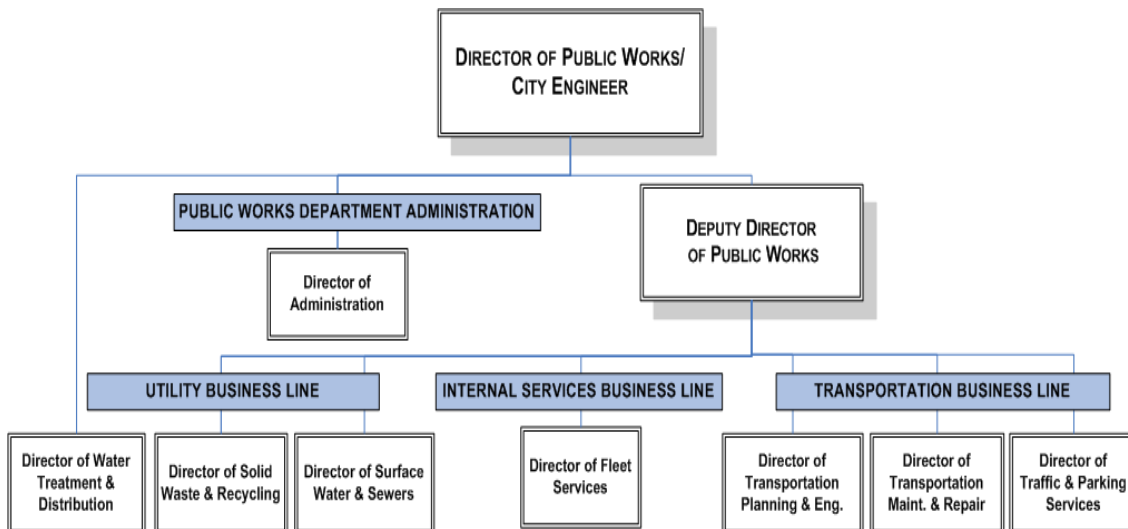 DIRECTOR OF PUBLIC WORKS/
CITY ENGINEER
PUBLIC WORKS DEPARTMENT ADMINISTRATION
DEPUTY DIRECTOR
OF PUBLIC WORKS
Director of
Administration
UTILITY BUSINESS LINE
INTERNAL SERVICES BUSINESS LINE
TRANSPORTATION BUSINESS LINE
Director of Water
Treatment &
Distribution
Director of Solid
Waste & Recycling
Director of Surface
Water & Sewers
Director of Fleet
Services
Director of
Transportation
Planning & Eng.
Director of
Transportation
Maint. & Repair
Director of
Traffic & Parking
Services